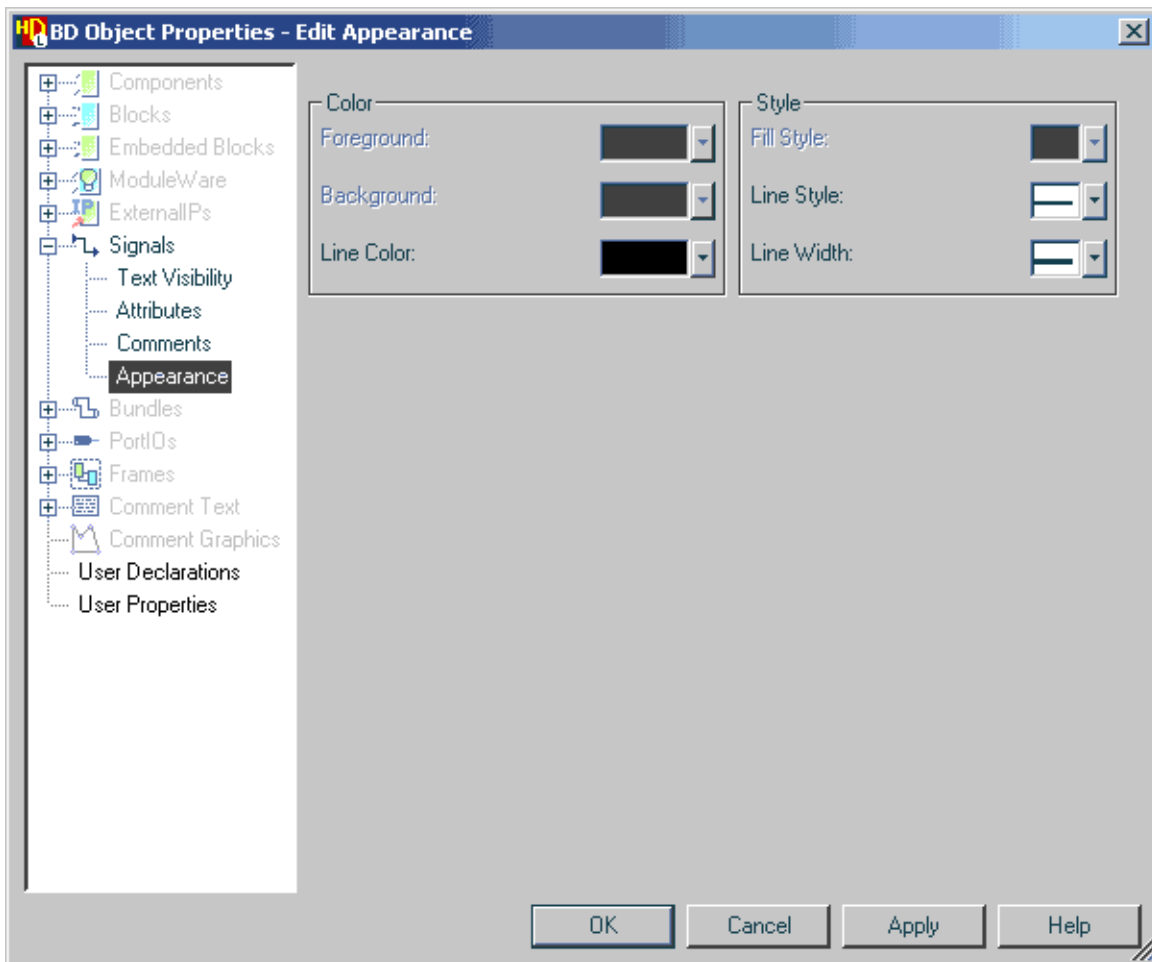 BD Object Properties - Edit Appearance
Components
Blocks
Embedded Blocks
ModuleWare
ExternalIPs
Signals
Text Visibility
Attributes
Comments
Appearance
Bundles
PortIOs
Frames
Comment Text
Comment Graphics
User Declarations
User Properties
Color
Foreground:
Background:
Line Color:
Style
Fill Style:
Line Style:
Line Width:
OK
Cancel
Apply
Help